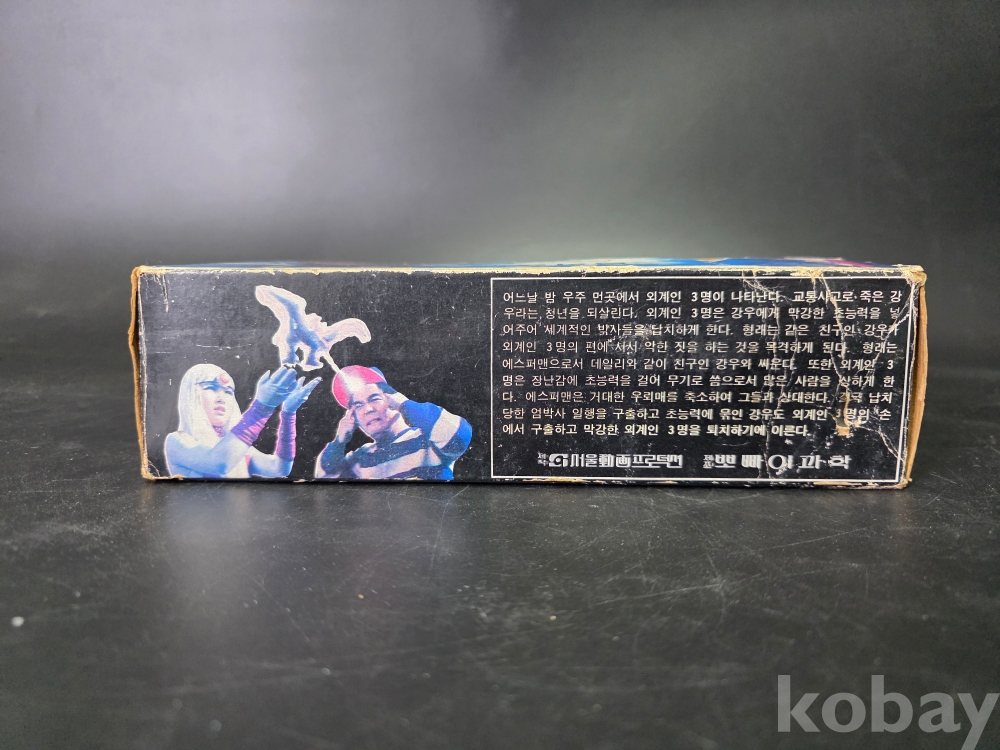 어느날 밤 우주 먼곳에서 외계인 3명이 나타난다. 교통사고로 죽은 강
우라는 청년을 되살린다. 외계인 3명은 강우에게 막강한 초능력을 넣
어주어 세계적인 박사들을 납치하게 한다. 형래는 같은 친구인 강우가
외계인 3명의 편에 서서 악한 짓을 하는 것을 목격하게 된다. 형래는
에스퍼맨으로서 데일리와 같이 친구인 강우와 싸운다. 또한 외계인 3
명은 장난감에 초능력을 걸어 무기로 씀으로서 많은 사람을 상하게 한
다. 에스퍼맨은 거대한 우뢰매를 축소하여 그들과 상대한다. 결국 납치
당한 엄박사 일행을 구출하고 초능력에 묶인 강우도 외계인 3명의 손
에서 구출하고 막강한 외계인 3명을 퇴치하기에 이른다.
제작 서울動画프로덕션 제품 뽀빠이과학
kobay